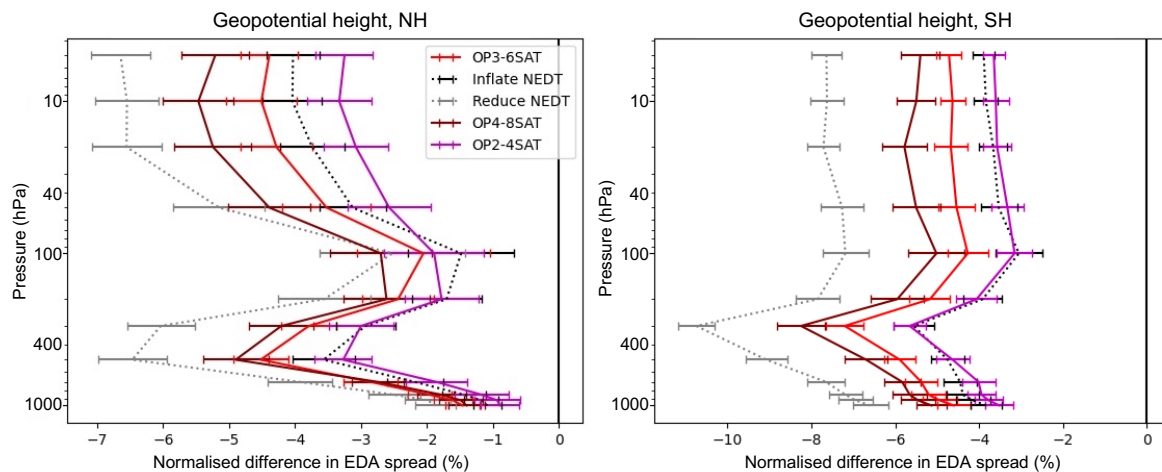 Geopotential height, NH
Geopotential height, SH
OP3-6SAT
Inflate NEDT
Reduce NEDT
OP4-8SAT
OP2-4SAT
Pressure (hPa)
10
40
100
400
1000
−7
−6
−5
−4
−3
−2
−1
0
Normalised difference in EDA spread (%)
Pressure (hPa)
10
40
100
400
1000
−10
−8
−6
−4
−2
0
Normalised difference in EDA spread (%)